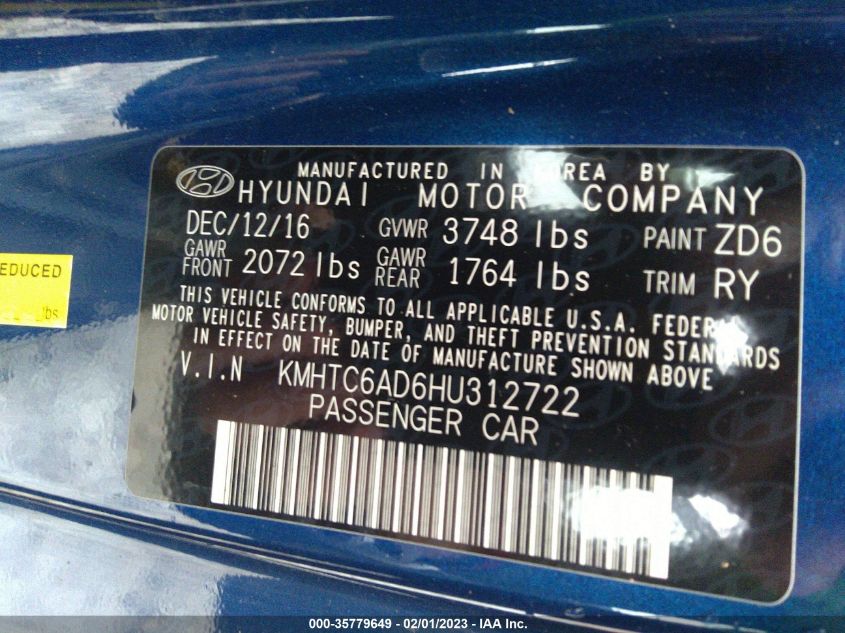 MANUFACTURED IN KOREA BY
HYUNDAI MOTOR COMPANY
DEC/12/16 GVWR 3748 lbs PAINT ZD6
GAWR FRONT 2072 lbs GAWR REAR 1764 lbs TRIM RY
THIS VEHICLE CONFORMS TO ALL APPLICABLE U.S.A. FEDERAL
MOTOR VEHICLE SAFETY, BUMPER, AND THEFT PREVENTION STANDARDS
IN EFFECT ON THE DATE OF MANUFACTURE SHOWN ABOVE
V.I.N KMHTC6AD6HU312722
PASSENGER CAR
EDUCED
lbs
000-35779649 - 02/01/2023 - IAA Inc.